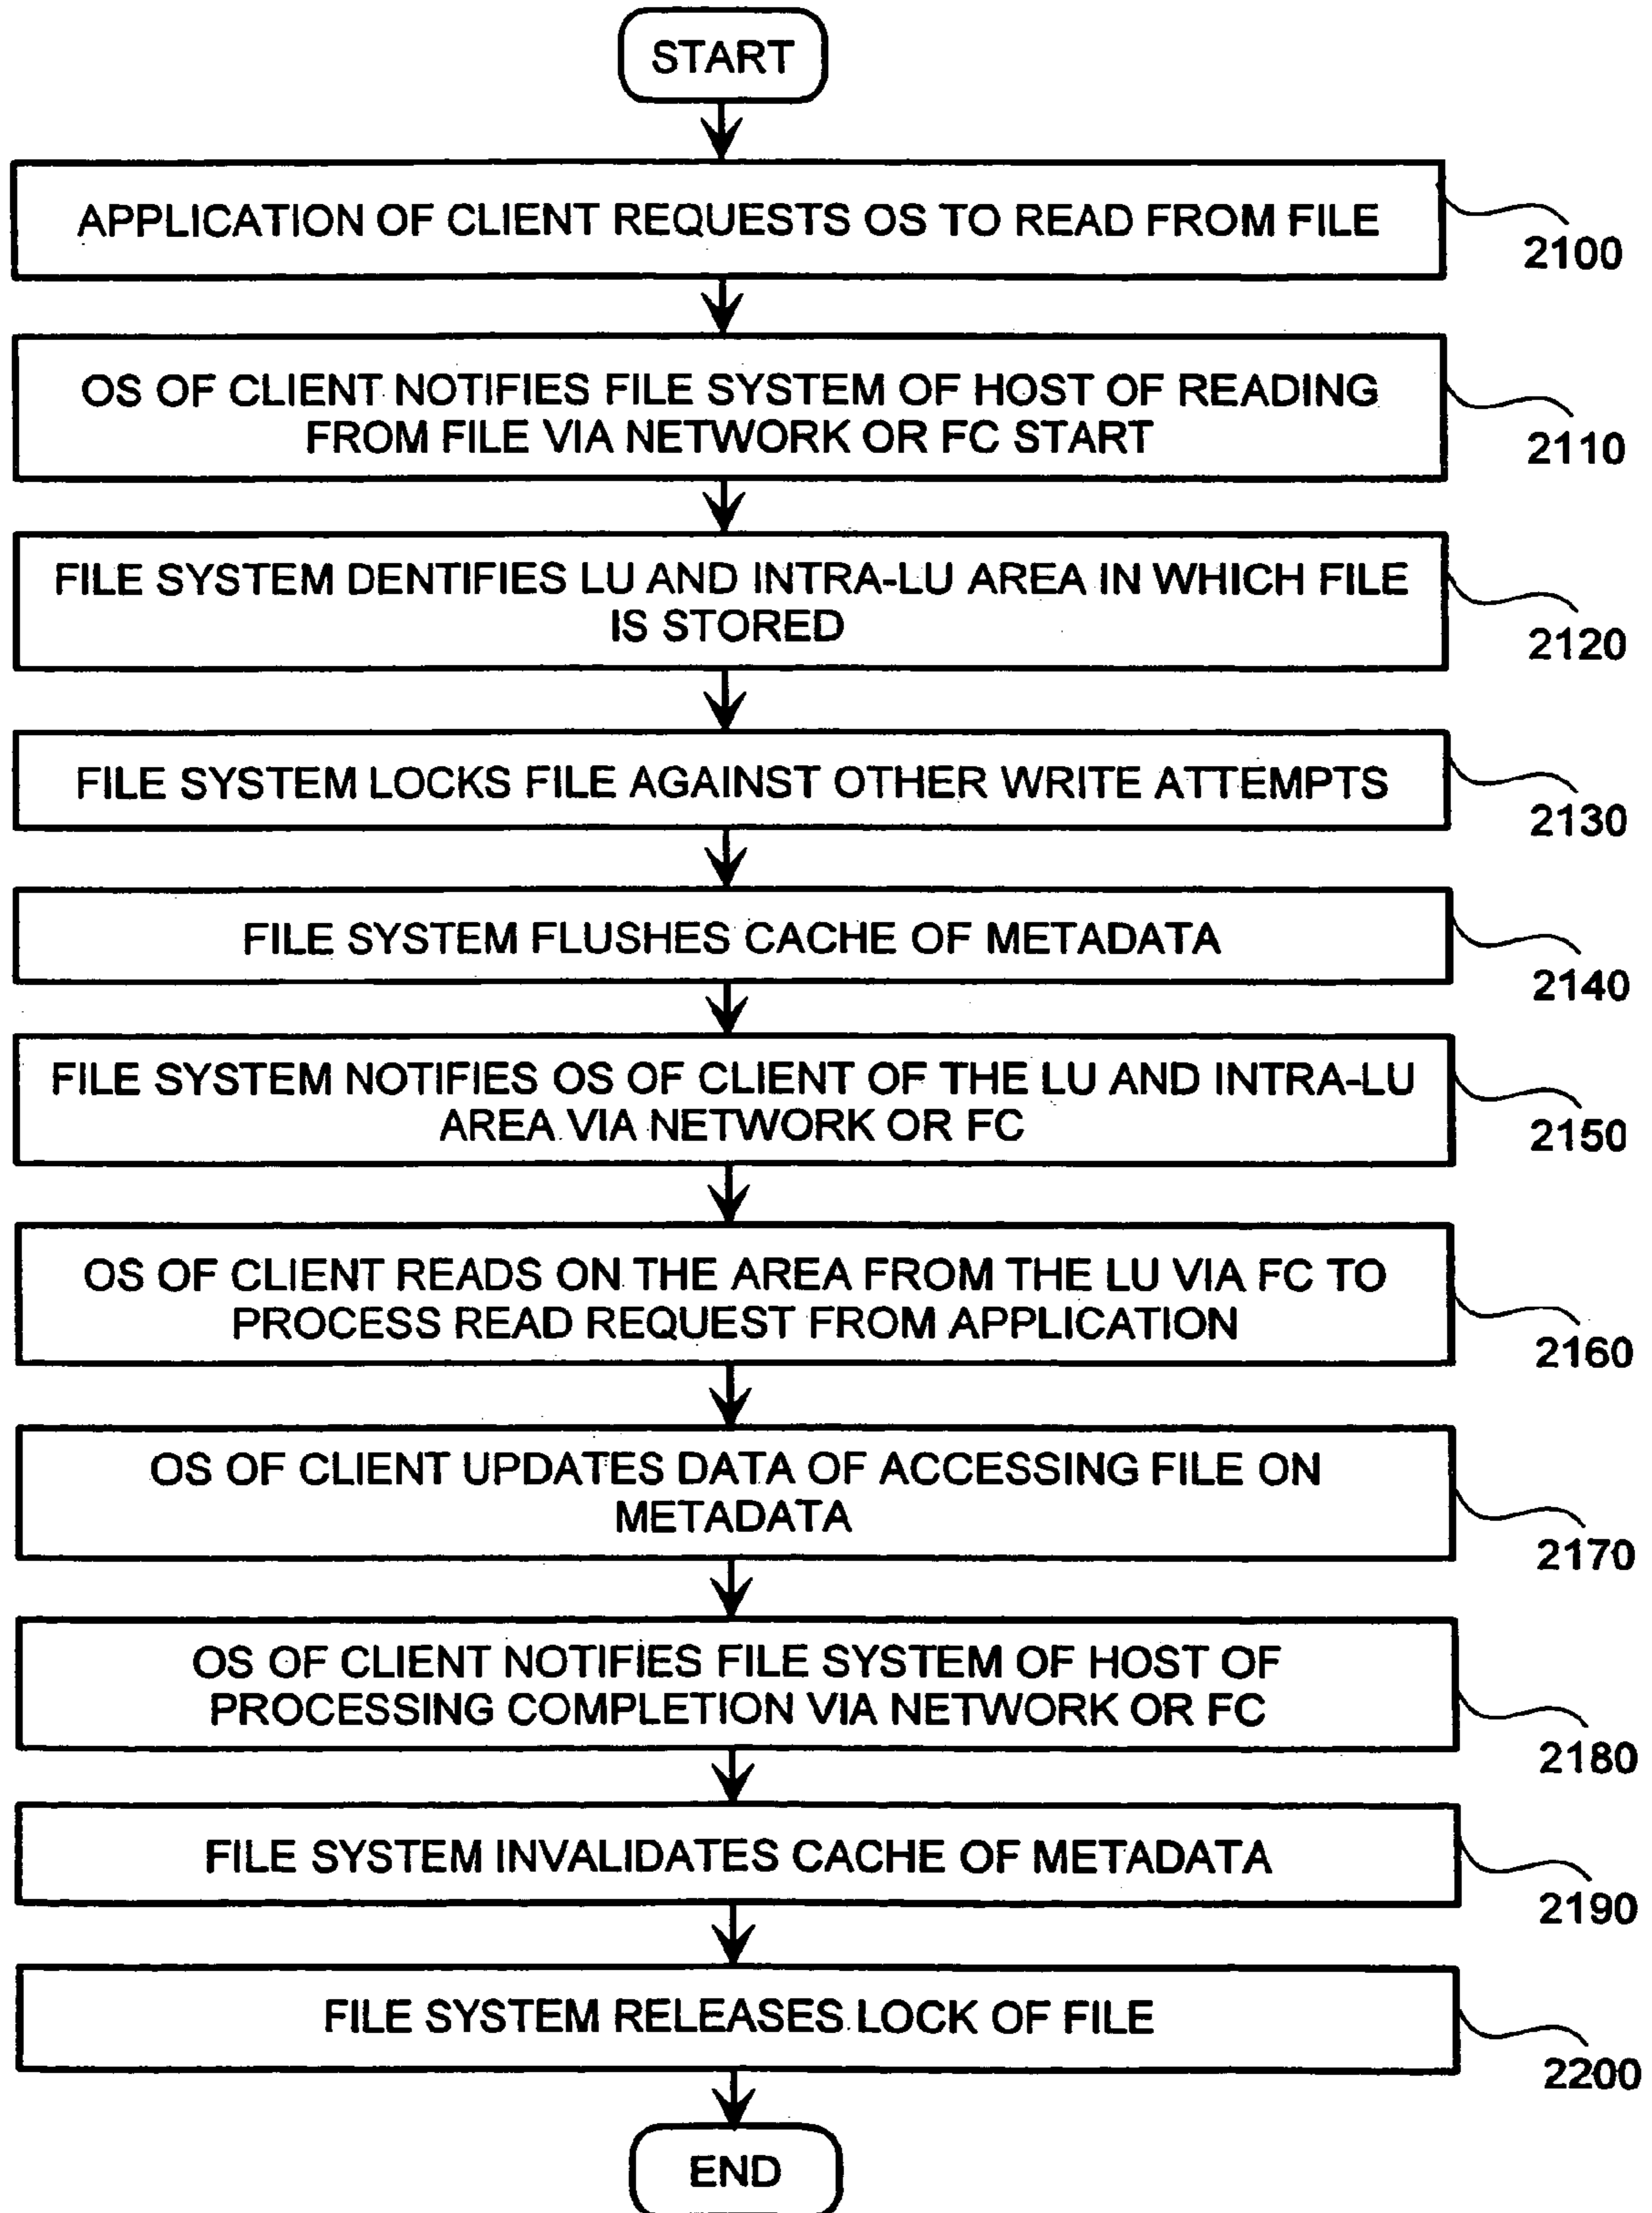 START
APPLICATION OF CLIENT REQUESTS OS TO READ FROM FILE
2100
OS OF CLIENT NOTIFIES FILE SYSTEM OF HOST OF READING
FROM FILE VIA NETWORK OR FC START
2110
FILE SYSTEM DENTIFIES LU AND INTRA-LU AREA IN WHICH FILE
IS STORED
2120
FILE SYSTEM LOCKS FILE AGAINST OTHER WRITE ATTEMPTS
2130
FILE SYSTEM FLUSHES CACHE OF METADATA
2140
FILE SYSTEM NOTIFIES OS OF CLIENT OF THE LU AND INTRA-LU
AREA VIA NETWORK OR FC
2150
OS OF CLIENT READS ON THE AREA FROM THE LU VIA FC TO
PROCESS READ REQUEST FROM APPLICATION
2160
OS OF CLIENT UPDATES DATA OF ACCESSING FILE ON
METADATA
2170
OS OF CLIENT NOTIFIES FILE SYSTEM OF HOST OF
PROCESSING COMPLETION VIA NETWORK OR FC
2180
FILE SYSTEM INVALIDATES CACHE OF METADATA
2190
FILE SYSTEM RELEASES LOCK OF FILE
2200
END